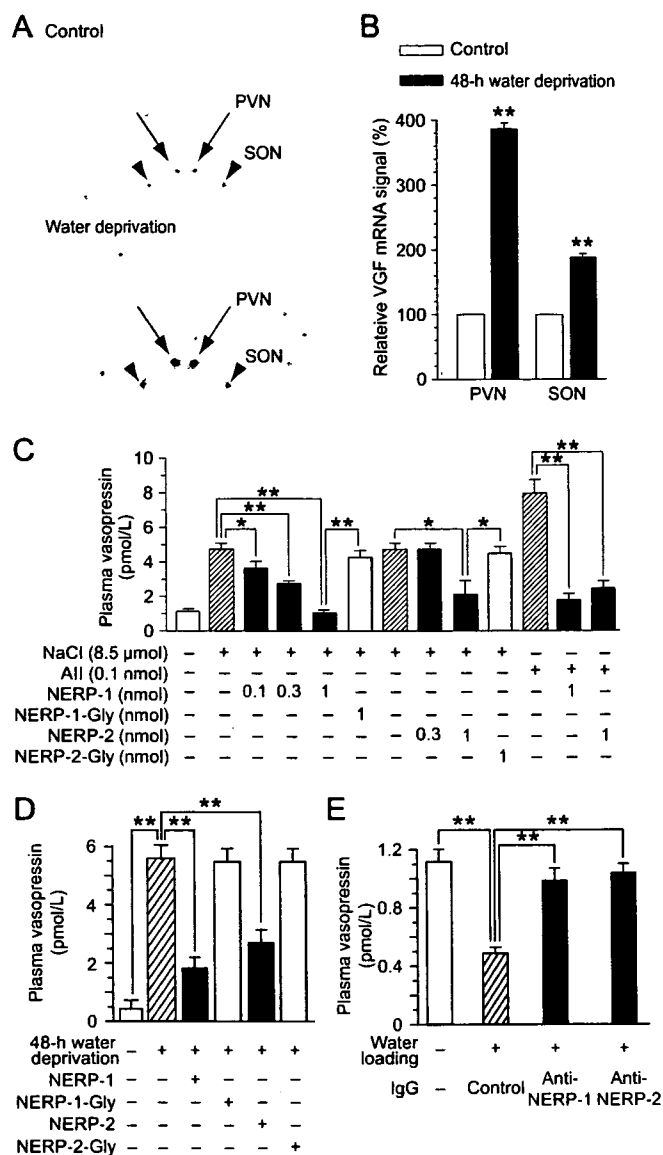 A Control
PVN
SON
Water deprivation
PVN
SON
B
Control
48-h water deprivation
Relateive VGF mRNA signal (%)
400
300
200
100
0
** **
PVN SON
C
Plasma vasopressin
(pmol/L)
10
8
6
4
2
0
** ** * ** * * ** **
NaCl (8.5 µmol) – + + + + + + + + + – – –
AII (0.1 nmol) – – – – – – – – – – + + +
NERP-1 (nmol) – – 0.1 0.3 1 – – – – – – 1 –
NERP-1-Gly (nmol) – – – – – 1 – – – – – – –
NERP-2 (nmol) – – – – – – – 0.3 1 – – – 1
NERP-2-Gly (nmol) – – – – – – – – – 1 – – –
D
Plasma vasopressin
(pmol/L)
6
4
2
0
** ** **
48-h water
deprivation – + + + + +
NERP-1 – – + – – –
NERP-1-Gly – – – + – –
NERP-2 – – – – + –
NERP-2-Gly – – – – – +
E
Plasma vasopressin
(pmol/L)
1.2
0.8
0.4
0
** ** **
Water
loading – + + +
IgG – Control Anti-NERP-1 Anti-NERP-2